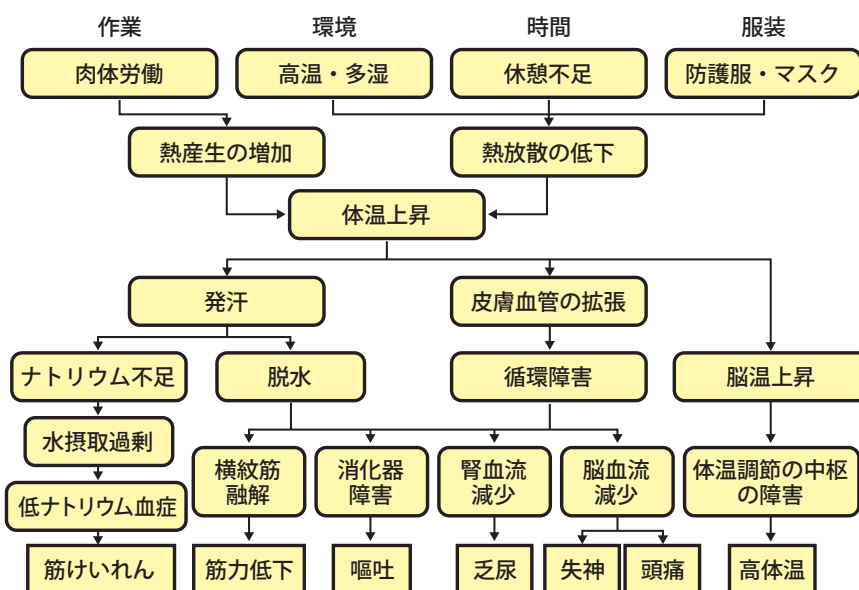 作業
環境
時間
服装
肉体労働
高温・多湿
休憩不足
防護服・マスク
熱産生の増加
熱放散の低下
体温上昇
発汗
皮膚血管の拡張
ナトリウム不足
脱水
循環障害
脳温上昇
水摂取過剰
横紋筋
融解
消化器
障害
腎血流
減少
脳血流
減少
体温調節の中枢
の障害
低ナトリウム血症
筋けいれん
筋力低下
嘔吐
乏尿
失神
頭痛
高体温